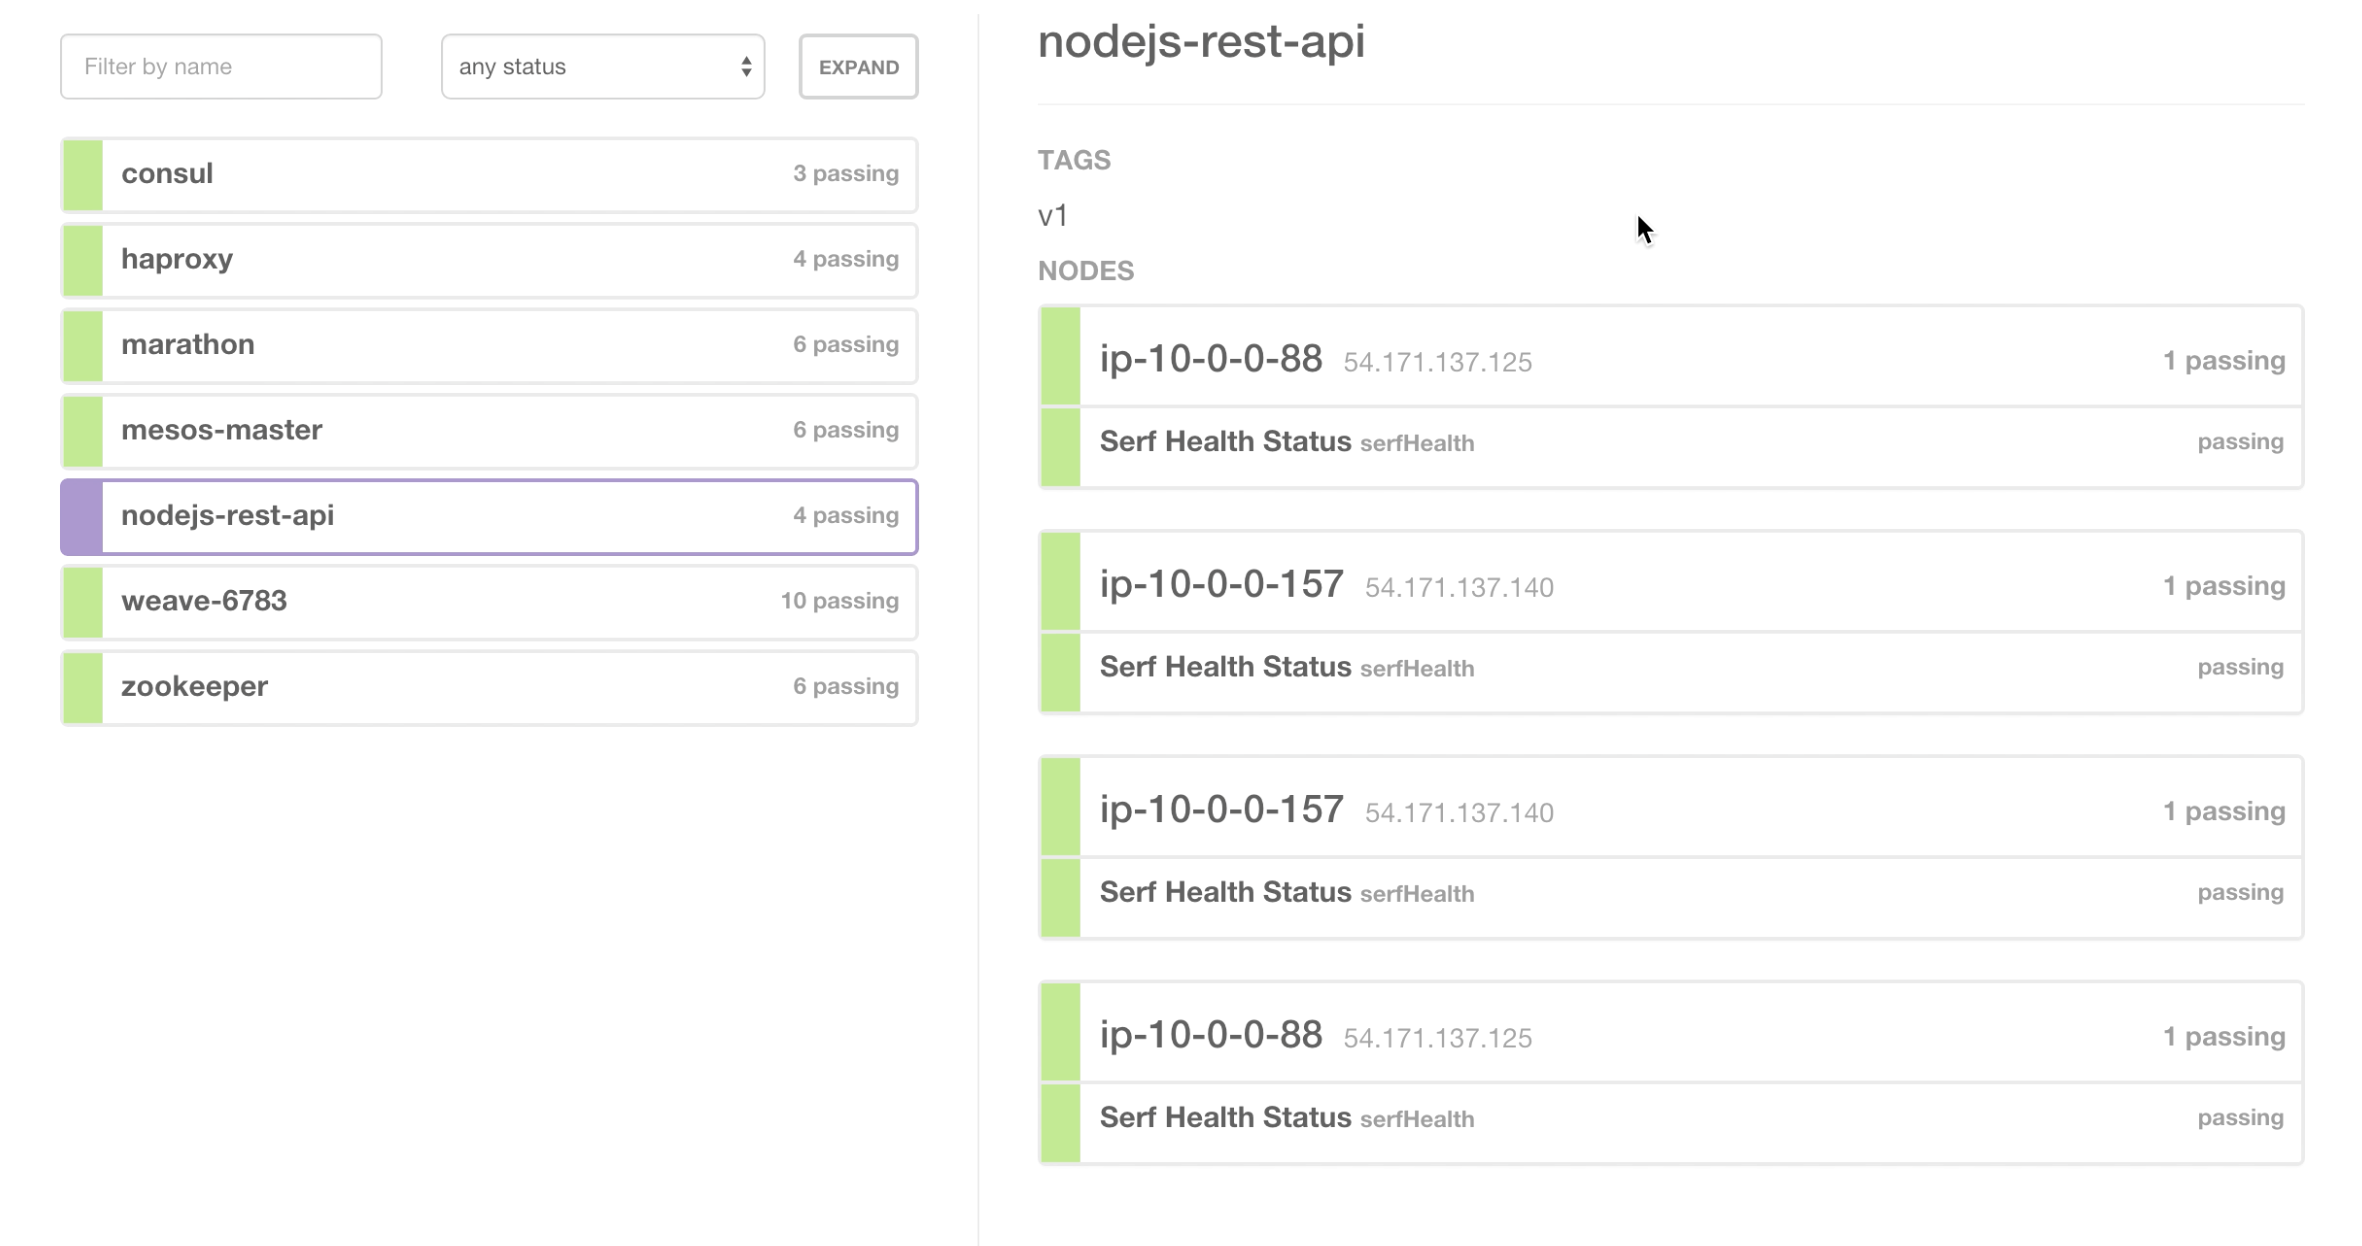 Filter by name
any status
EXPAND
consul 3 passing
haproxy 4 passing
marathon 6 passing
mesos-master 6 passing
nodejs-rest-api 4 passing
weave-6783 10 passing
zookeeper 6 passing
nodejs-rest-api
TAGS
v1
NODES
ip-10-0-0-88 54.171.137.125 1 passing
Serf Health Status serfHealth passing
ip-10-0-0-157 54.171.137.140 1 passing
Serf Health Status serfHealth passing
ip-10-0-0-157 54.171.137.140 1 passing
Serf Health Status serfHealth passing
ip-10-0-0-88 54.171.137.125 1 passing
Serf Health Status serfHealth passing